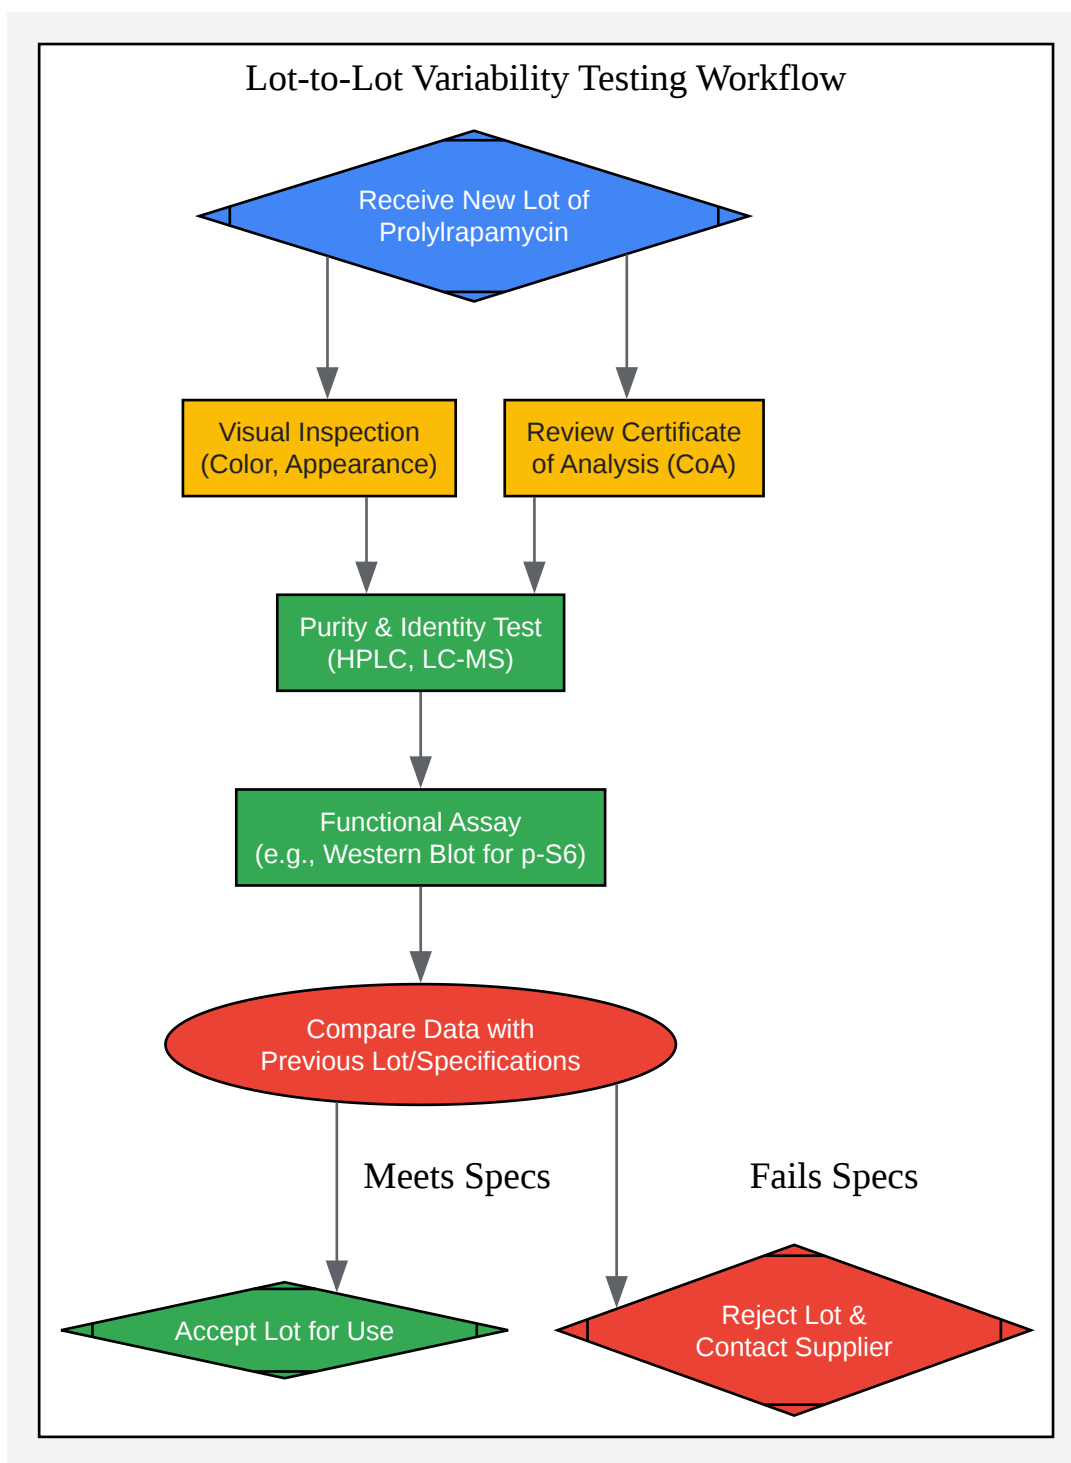 Lot-to-Lot Variability Testing Workflow
Receive New Lot of
Prolylrapamycin
Visual Inspection
(Color, Appearance)
Review Certificate
of Analysis (CoA)
Purity & Identity Test
(HPLC, LC-MS)
Functional Assay
(e.g., Western Blot for p-S6)
Compare Data with
Previous Lot/Specifications
Meets Specs
Fails Specs
Accept Lot for Use
Reject Lot &
Contact Supplier